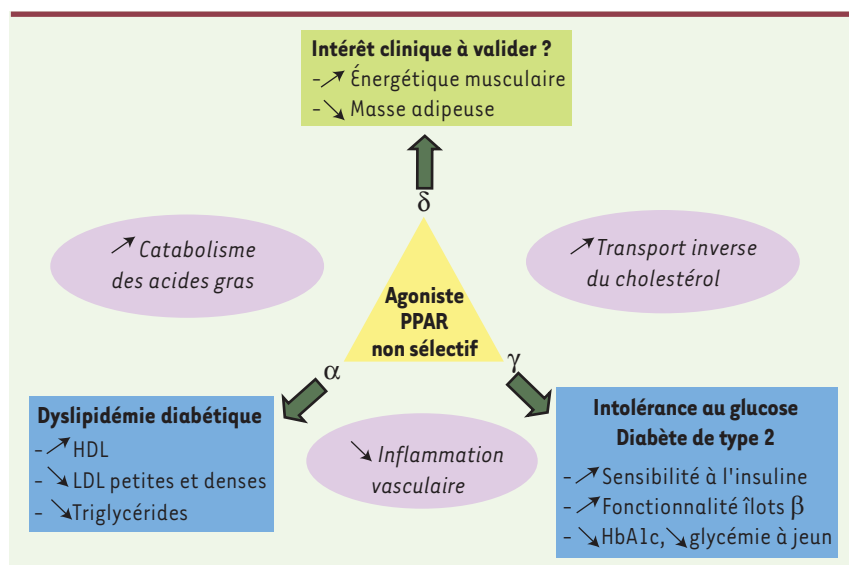 Intérêt clinique à valider ?
- ↗ Énergétique musculaire
- ↘ Masse adipeuse
δ
↗ Catabolisme
des acides gras
↗ Transport inverse
du cholestérol
Agoniste
PPAR
non sélectif
α
γ
Dyslipidémie diabétique
- ↗ HDL
- ↘ LDL petites et denses
- ↘ Triglycérides
↘ Inflammation
vasculaire
Intolérance au glucose
Diabète de type 2
- ↗ Sensibilité à l'insuline
- ↗ Fonctionnalité îlots β
- ↘ HbA1c, ↘ glycémie à jeun